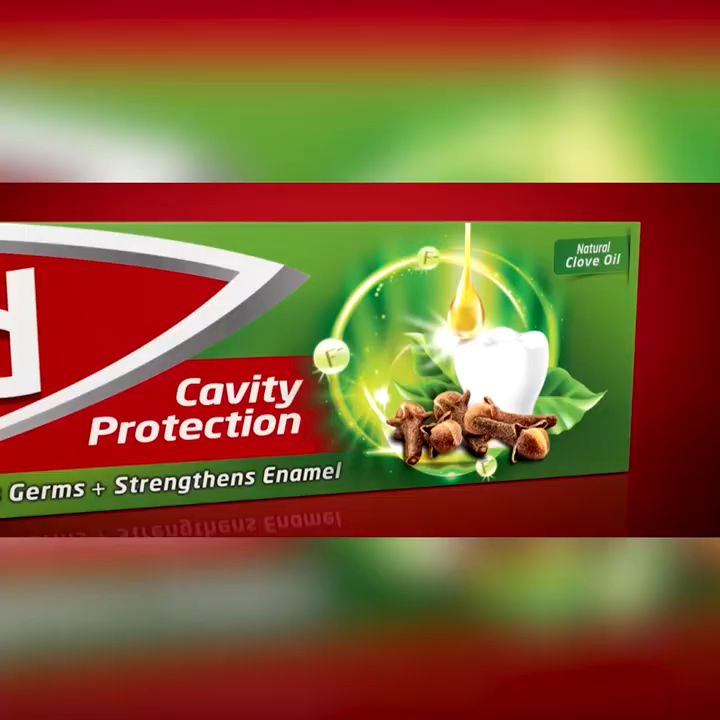 Natural
Clove Oil
F-
F-
d
Cavity
Protection
Germs + Strengthens Enamel
F-